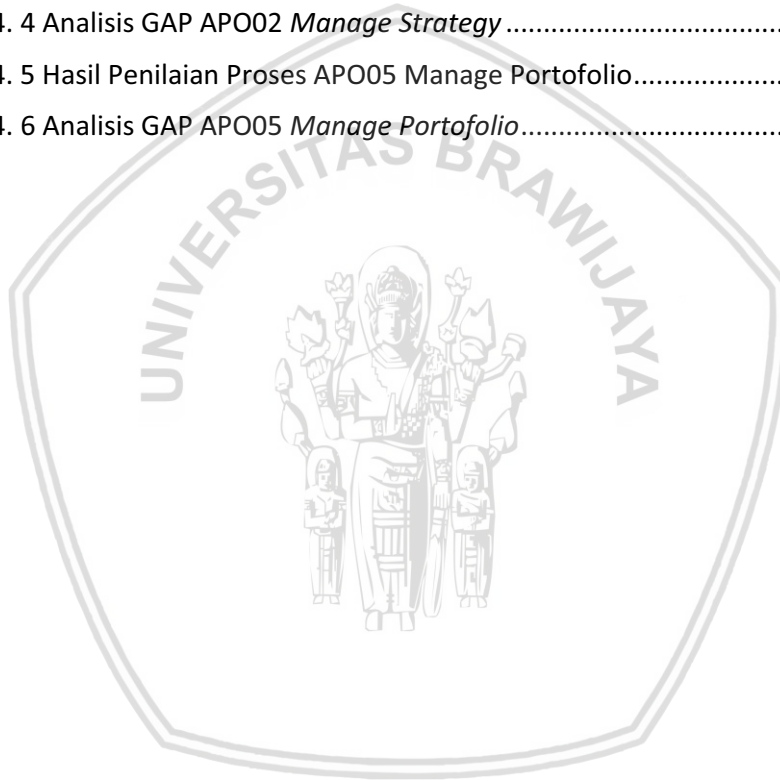 4. 4 Analisis GAP APO02 Manage Strategy.......................................
4. 5 Hasil Penilaian Proses APO05 Manage Portofolio.....................
4. 6 Analisis GAP APO05 Manage Portofolio.....................................
UNIVERSITAS BRAWIJAYA